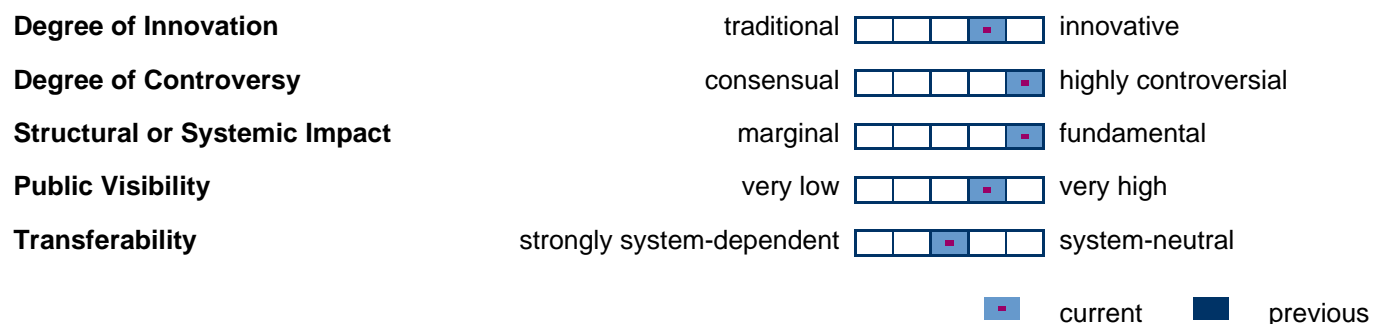 Degree of Innovation traditional innovative
Degree of Controversy consensual highly controversial
Structural or Systemic Impact marginal fundamental
Public Visibility very low very high
Transferability strongly system-dependent system-neutral
current previous